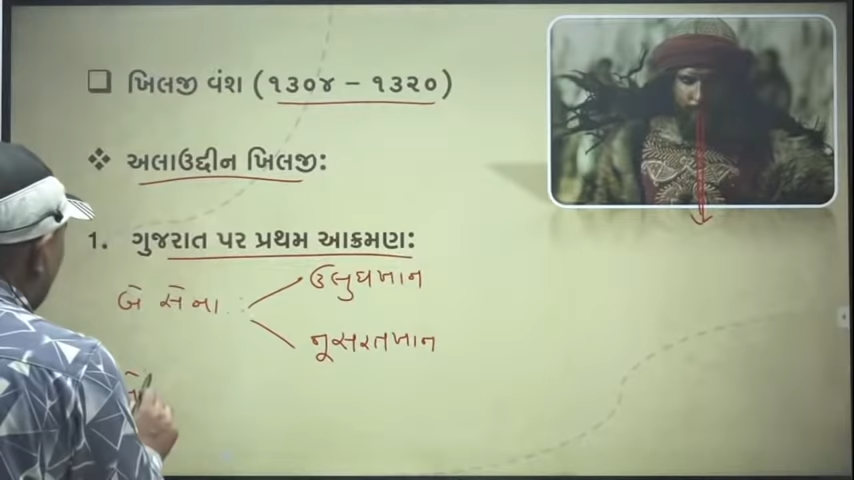 ❑ ખિલજી વંશ (૧૩૦૪ – ૧૩૨૦)
❖ અલાઉદ્દીન ખિલજી:
1. ગુજરાત પર પ્રથમ આક્રમણ:
ઉલુઘખાન
બે સેના
નૂસરતખાન